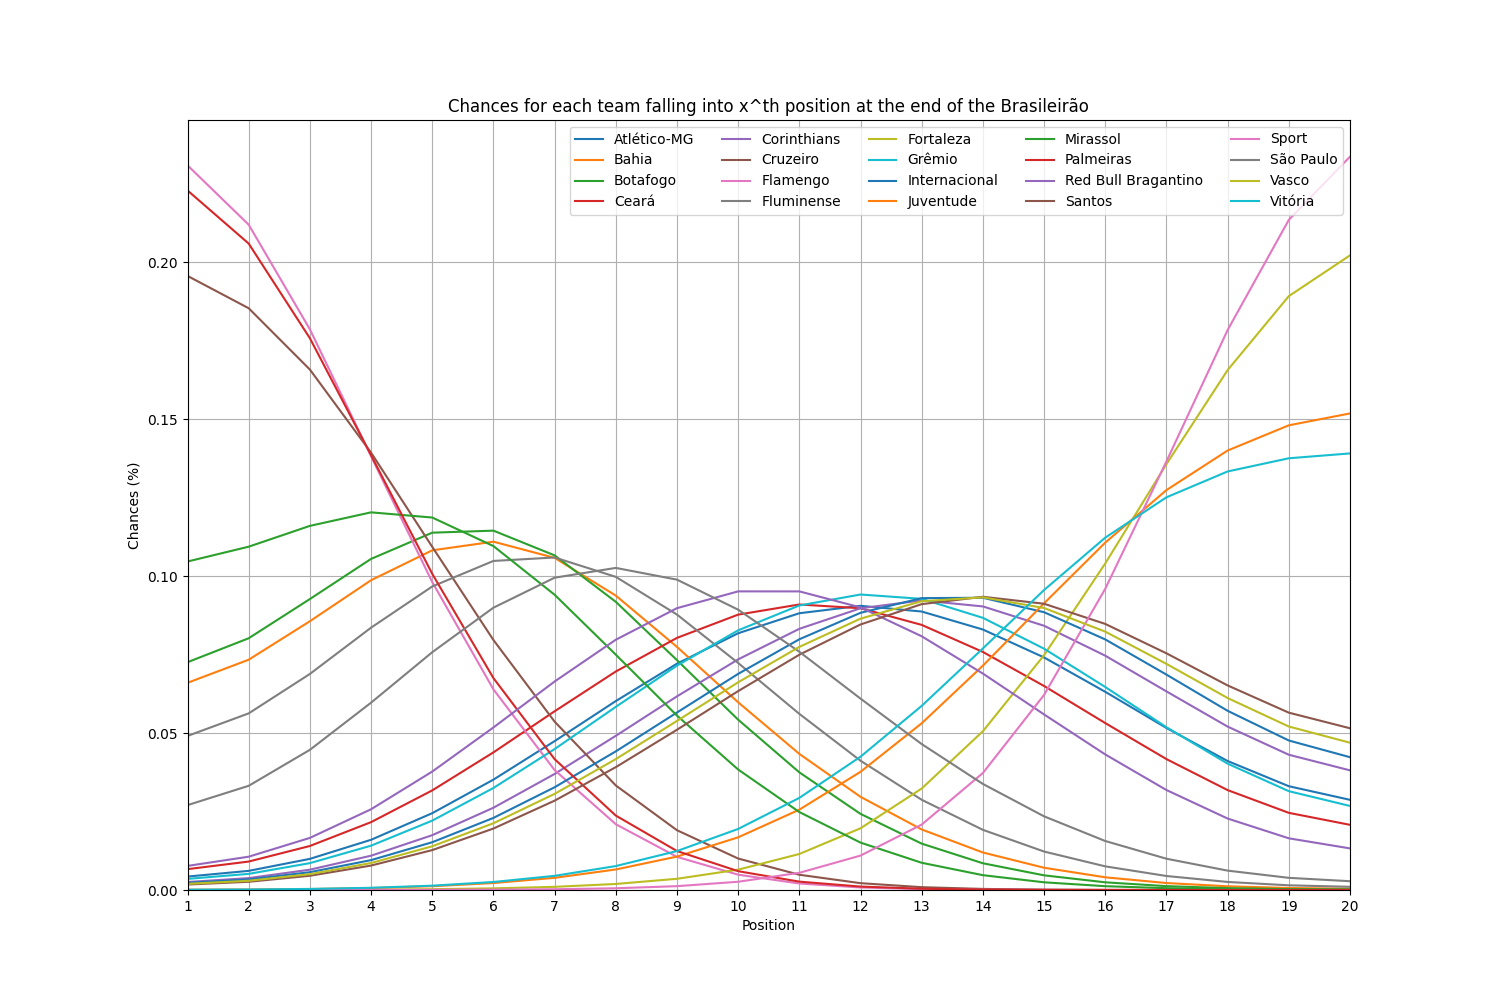 Chances for each team falling into x^th position at the end of the Brasileirão
Atlético-MG Corinthians Fortaleza Mirassol Sport
Bahia Cruzeiro Grêmio Palmeiras São Paulo
Botafogo Flamengo Internacional Red Bull Bragantino Vasco
Ceará Fluminense Juventude Santos Vitória
0.20
0.15
0.10
0.05
0.00
Chances (%)
1 2 3 4 5 6 7 8 9 10 11 12 13 14 15 16 17 18 19 20
Position